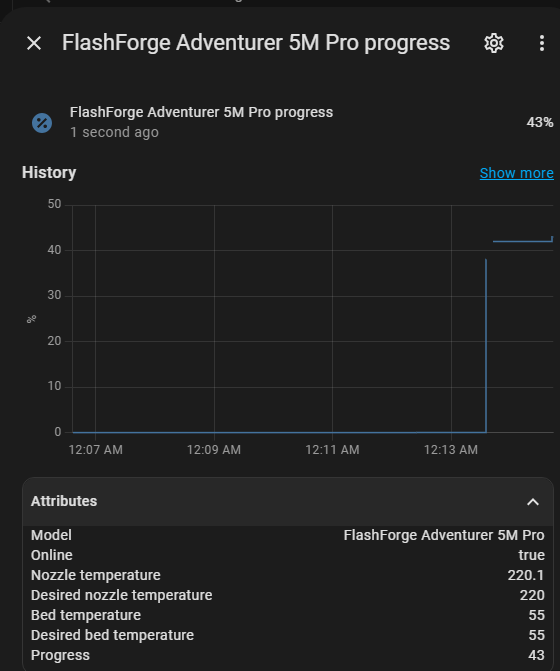 FlashForge Adventurer 5M Pro progress
FlashForge Adventurer 5M Pro progress
1 second ago
43%
History
Show more
50
40
30
20
10
0
%
12:07 AM
12:09 AM
12:11 AM
12:13 AM
Attributes
Model FlashForge Adventurer 5M Pro
Online true
Nozzle temperature 220.1
Desired nozzle temperature 220
Bed temperature 55
Desired bed temperature 55
Progress 43